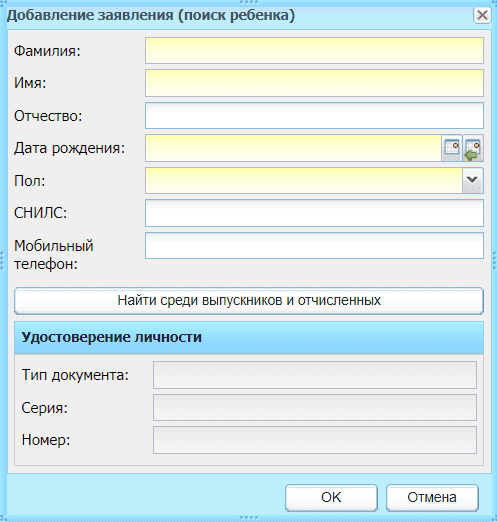 Добавление заявления (поиск ребенка)
Фамилия:
Имя:
Отчество:
Дата рождения:
Пол:
СНИЛС:
Мобильный
телефон:
Найти среди выпускников и отчисленных
Удостоверение личности
Тип документа:
Серия:
Номер:
OK Отмена